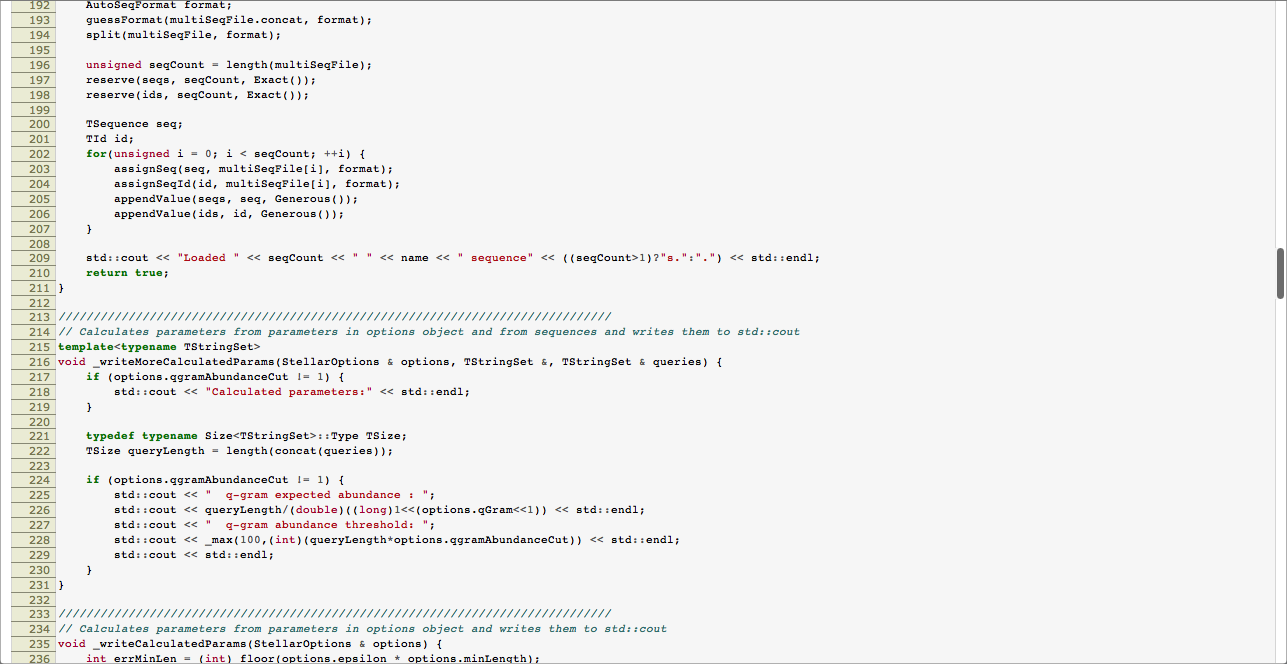 192 AutoSeqFormat format;
193 guessFormat(multiSeqFile.concat, format);
194 split(multiSeqFile, format);
195
196 unsigned seqCount = length(multiSeqFile);
197 reserve(seqs, seqCount, Exact());
198 reserve(ids, seqCount, Exact());
199
200 TSequence seq;
201 TId id;
202 for(unsigned i = 0; i < seqCount; ++i) {
203 assignSeq(seq, multiSeqFile[i], format);
204 assignSeqId(id, multiSeqFile[i], format);
205 appendValue(seqs, seq, Generous());
206 appendValue(ids, id, Generous());
207 }
208
209 std::cout << "Loaded " << seqCount << " " << name << " sequence" << ((seqCount>1)?"s.":".") << std::endl;
210 return true;
211 }
212
213 ///////////////////////////////////////////////////////////////////////////////
214 // Calculates parameters from parameters in options object and from sequences and writes them to std::cout
215 template<typename TStringSet>
216 void _writeMoreCalculatedParams(StellarOptions & options, TStringSet &, TStringSet & queries) {
217 if (options.qgramAbundanceCut != 1) {
218 std::cout << "Calculated parameters:" << std::endl;
219 }
220
221 typedef typename Size<TStringSet>::Type TSize;
222 TSize queryLength = length(concat(queries));
223
224 if (options.qgramAbundanceCut != 1) {
225 std::cout << "  q-gram expected abundance : ";
226 std::cout << queryLength/(double)((long)1<<(options.qGram<<1)) << std::endl;
227 std::cout << "  q-gram abundance threshold: ";
228 std::cout << _max(100,(int)(queryLength*options.qgramAbundanceCut)) << std::endl;
229 std::cout << std::endl;
230 }
231 }
232
233 ///////////////////////////////////////////////////////////////////////////////
234 // Calculates parameters from parameters in options object and writes them to std::cout
235 void _writeCalculatedParams(StellarOptions & options) {
236 int errMinLen = (int) floor(options.epsilon * options.minLength);